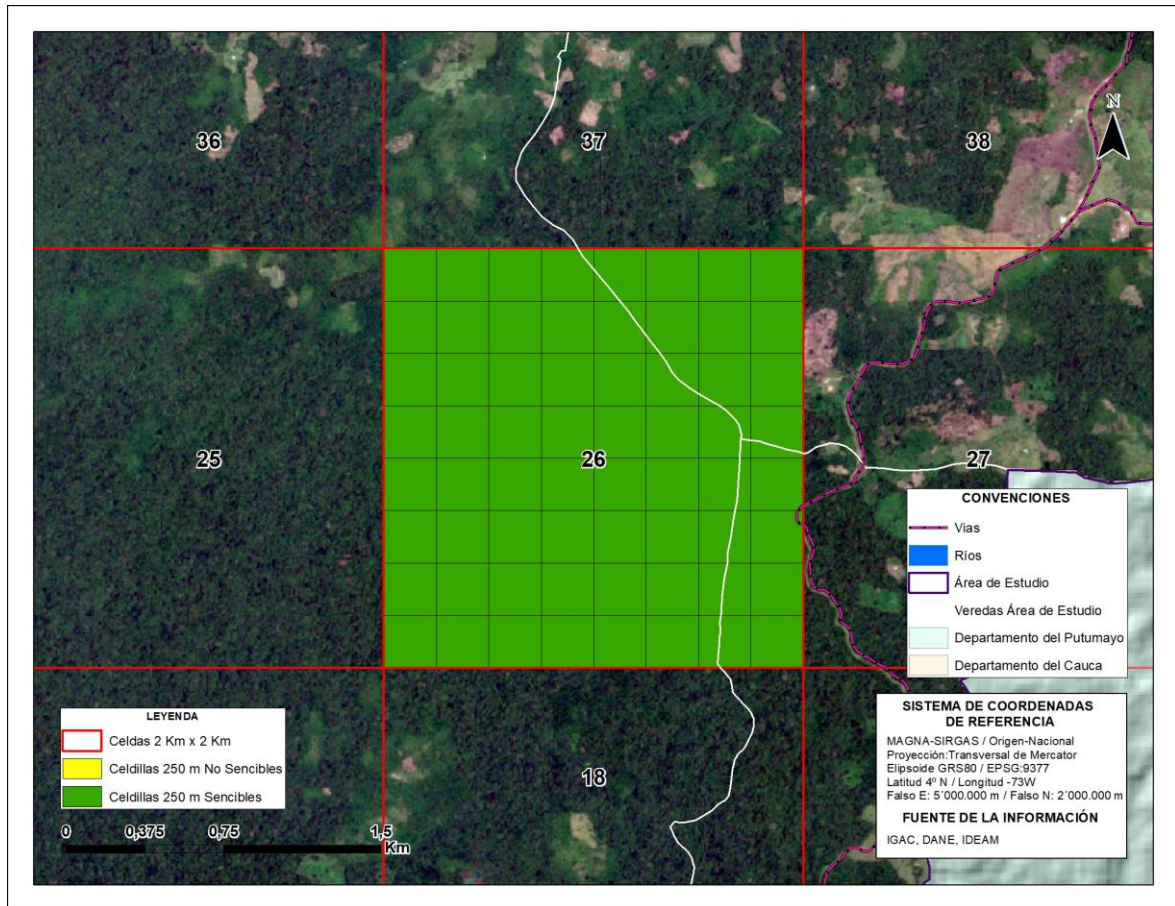 36
37
38
N
25
26
27
18
CONVENCIONES
Vias
Ríos
Área de Estudio
Veredas Área de Estudio
Departamento del Putumayo
Departamento del Cauca
LEYENDA
Celdas 2 Km x 2 Km
Celdillas 250 m No Sencibles
Celdillas 250 m Sencibles
0 0,375 0,75 1,5
Km
SISTEMA DE COORDENADAS
DE REFERENCIA
MAGNA-SIRGAS / Origen-Nacional
Proyección:Transversal de Mercator
Elipsoide GRS80 / EPSG:9377
Latitud 4º N / Longitud -73W
Falso E: 5´000.000 m / Falso N: 2´000.000 m
FUENTE DE LA INFORMACIÓN
IGAC, DANE, IDEAM